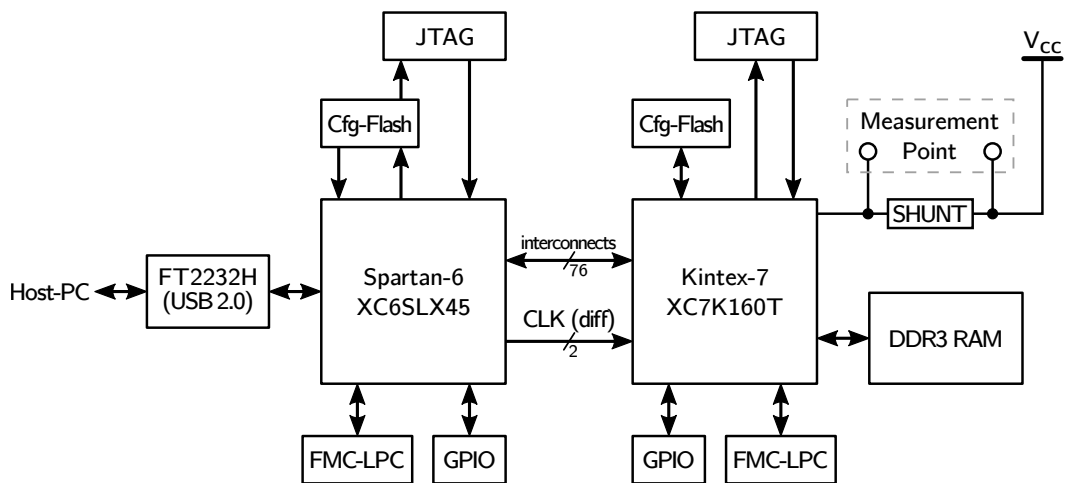 JTAG
JTAG
VCC
Cfg-Flash
Cfg-Flash
Measurement
Point
SHUNT
interconnects
76
Host-PC
FT2232H
(USB 2.0)
Spartan-6
XC6SLX45
Kintex-7
XC7K160T
CLK (diff)
2
DDR3 RAM
FMC-LPC
GPIO
GPIO
FMC-LPC